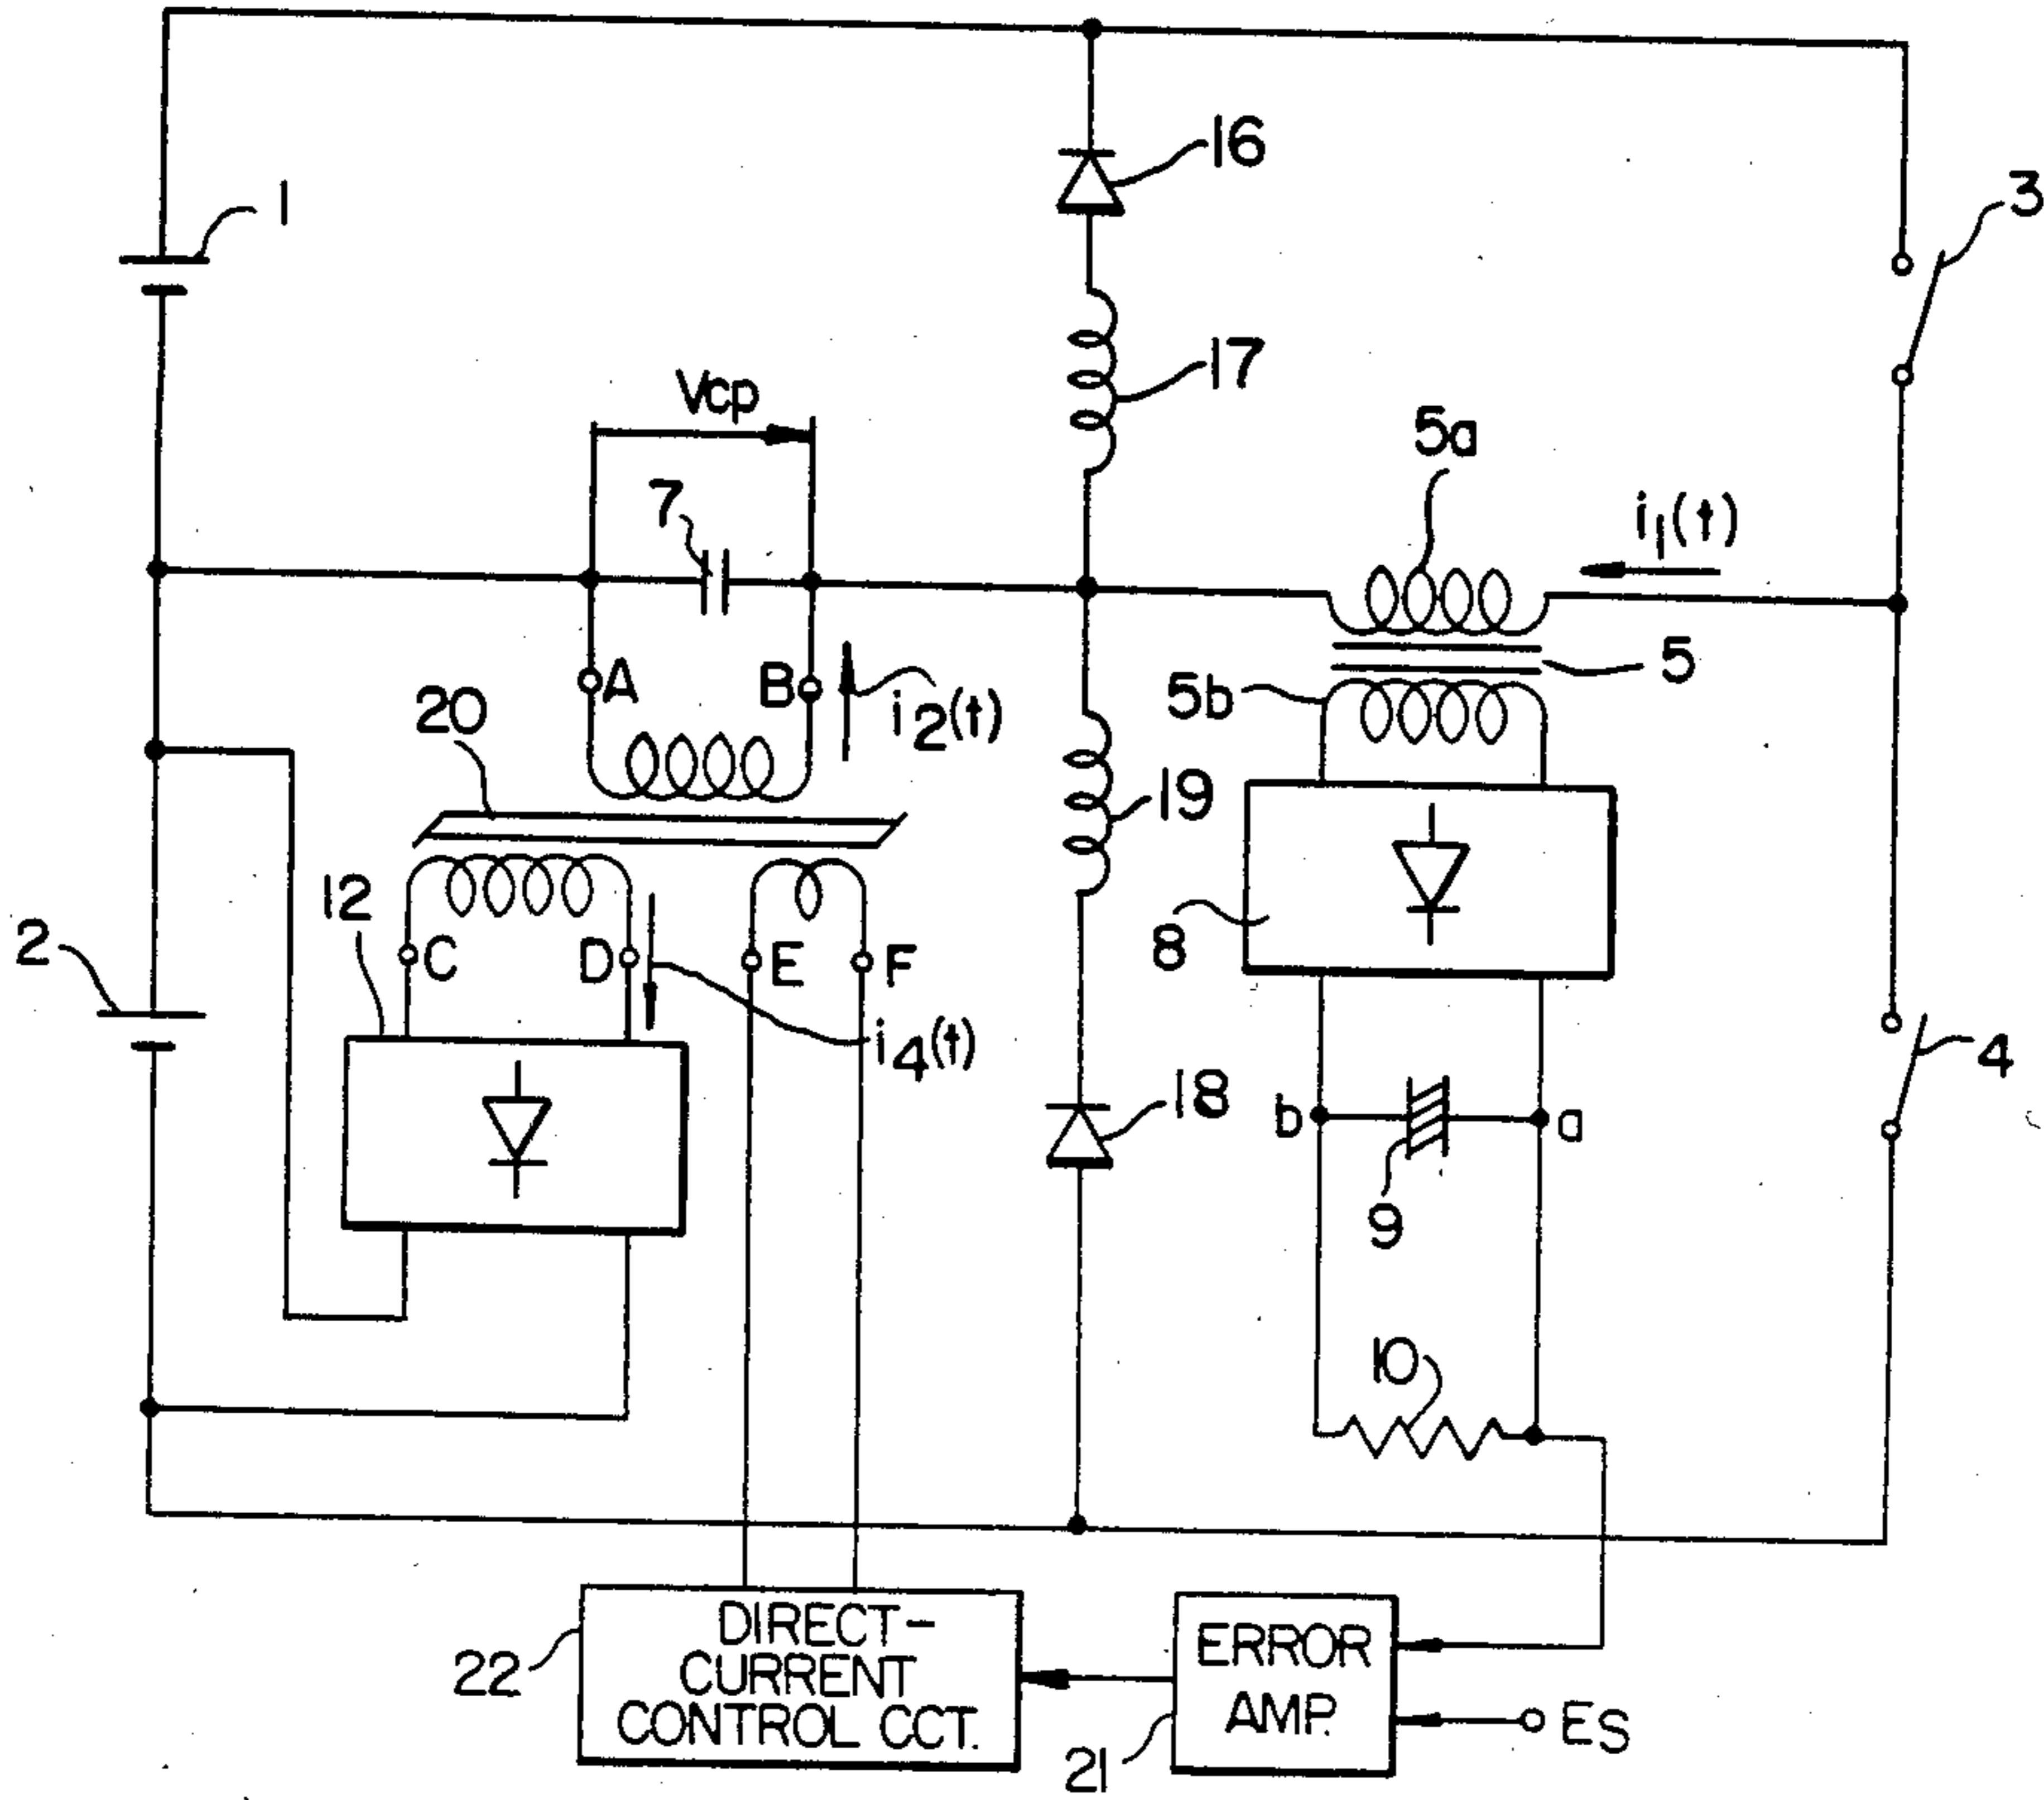 16
1
3
17
Vcp
5a
7
i1(t)
A
B
5
20
5b
i2(t)
19
12
2
C
D
E
F
8
i4(t)
18
4
b
a
9
10
DIRECT-
CURRENT
CONTROL CCT.
22
ERROR
AMP.
21
ES